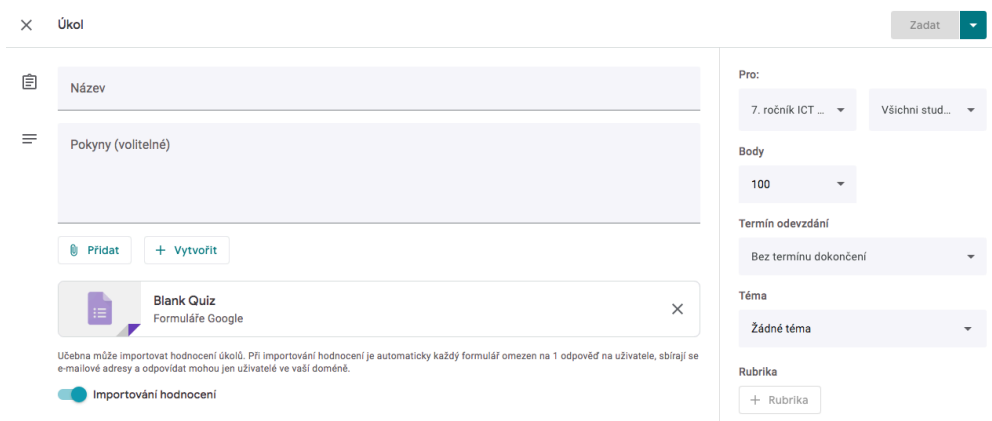 Úkol
Zadat
Název
Pokyny (volitelné)
Přidat
Vytvořit
Blank Quiz
Formuláře Google
Učebna může importovat hodnocení úkolů. Při importování hodnocení je automaticky každý formulář omezen na 1 odpověď na uživatele, sbírají se
e-mailové adresy a odpovídat mohou jen uživatelé ve vaší doméně.
Importování hodnocení
Pro:
7. ročník ICT ...
Všichni stud...
Body
100
Termín odevzdání
Bez termínu dokončení
Téma
Žádné téma
Rubrika
+ Rubrika